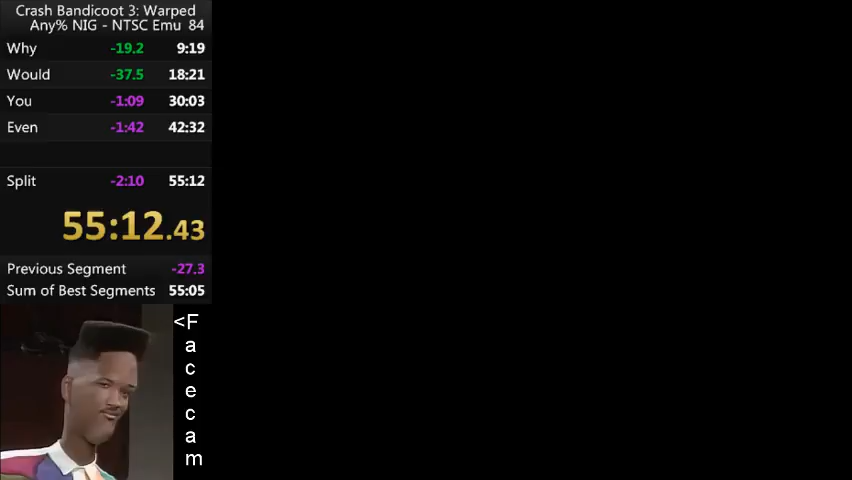 Crash Bandicoot 3: Warped
Any% NIG - NTSC Emu 84
Why -19.2 9:19
Would -37.5 18:21
You -1:09 30:03
Even -1:42 42:32
Split -2:10 55:12
55:12.43
Previous Segment -27.3
Sum of Best Segments 55:05
<F
a
c
e
c
a
m